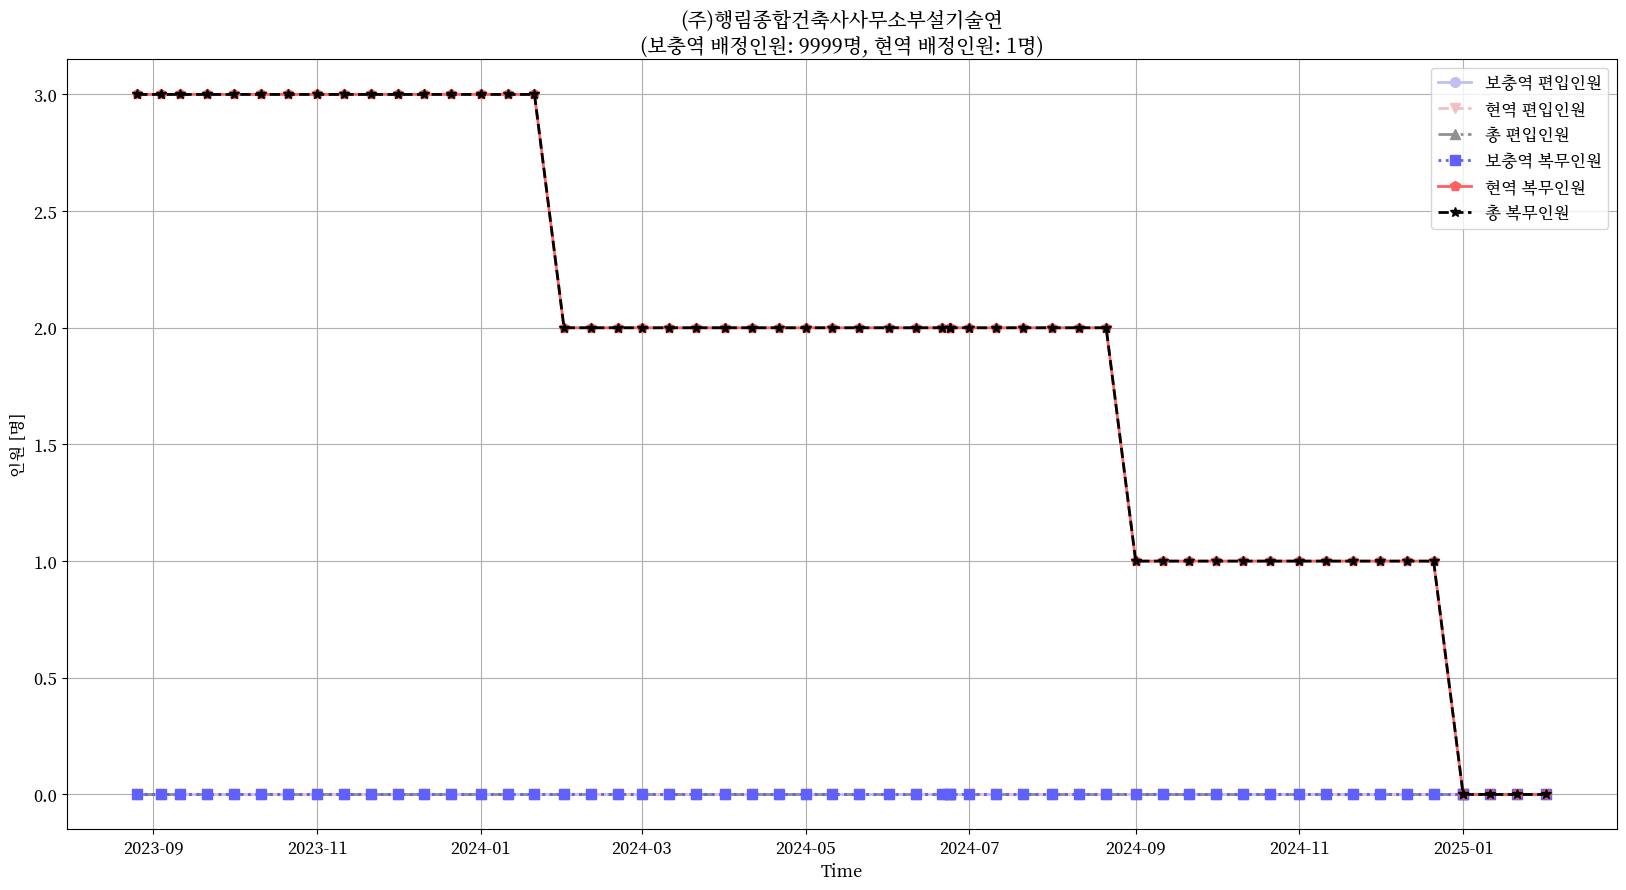 (주)행림종합건축사사무소부설기술연
(보충역 배정인원: 9999명, 현역 배정인원: 1명)
보충역 편입인원
현역 편입인원
총 편입인원
보충역 복무인원
현역 복무인원
총 복무인원
3.0
2.5
2.0
1.5
1.0
0.5
0.0
인원 [명]
2023-09
2023-11
2024-01
2024-03
2024-05
2024-07
2024-09
2024-11
2025-01
Time